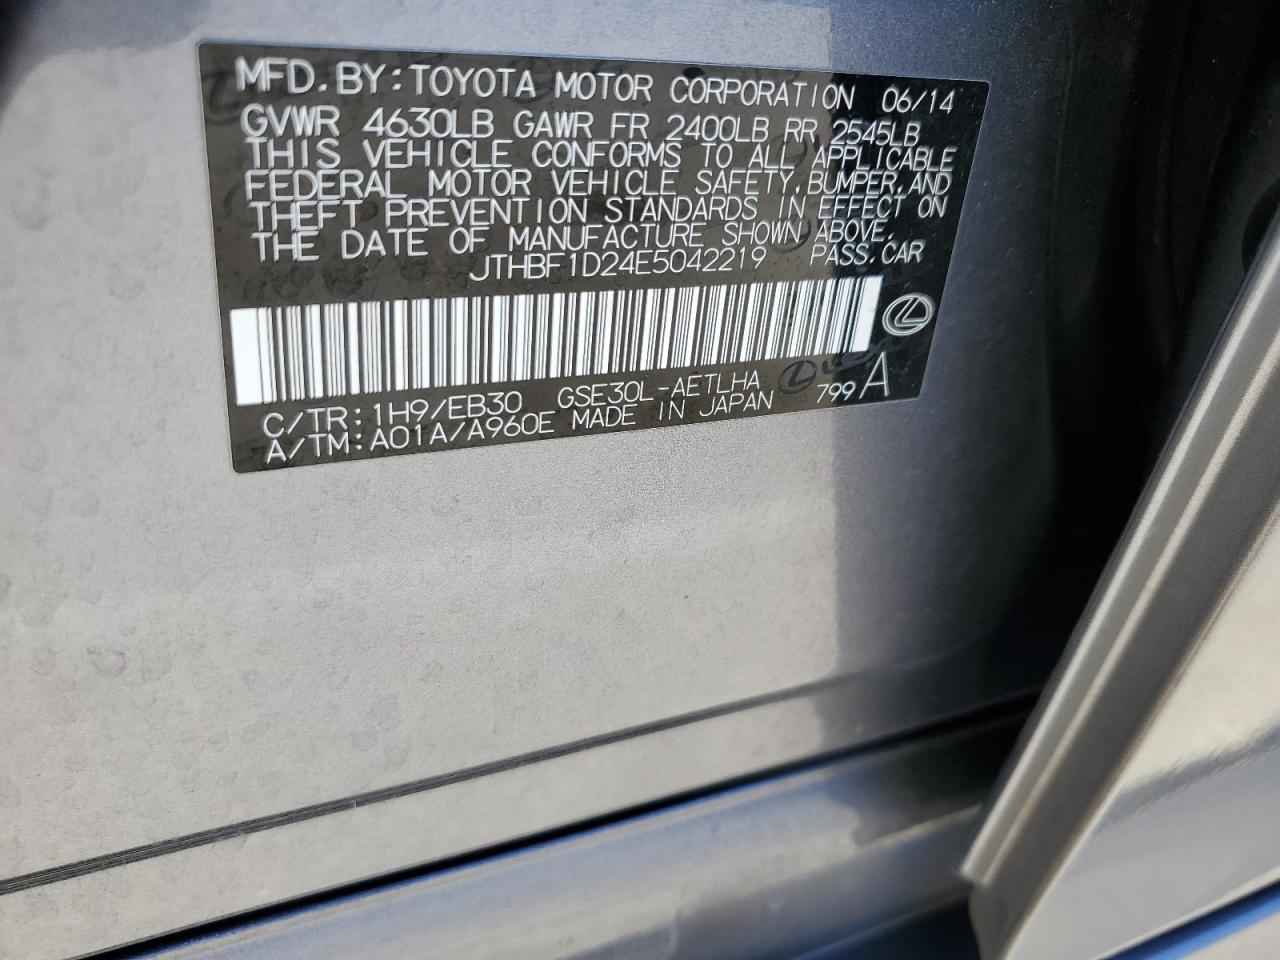 MFD. BY: TOYOTA MOTOR CORPORATION 06/14
GVWR 4630LB GAWR FR 2400LB RR 2545LB
THIS VEHICLE CONFORMS TO ALL APPLICABLE
FEDERAL MOTOR VEHICLE SAFETY, BUMPER, AND
THEFT PREVENTION STANDARDS IN EFFECT ON
THE DATE OF MANUFACTURE SHOWN ABOVE.
JTHBF1D24E5042219 PASS. CAR
C/TR: 1H9/EB30 GSE30L-AETLHA
A/TM: A01A/A960E MADE IN JAPAN 799 A